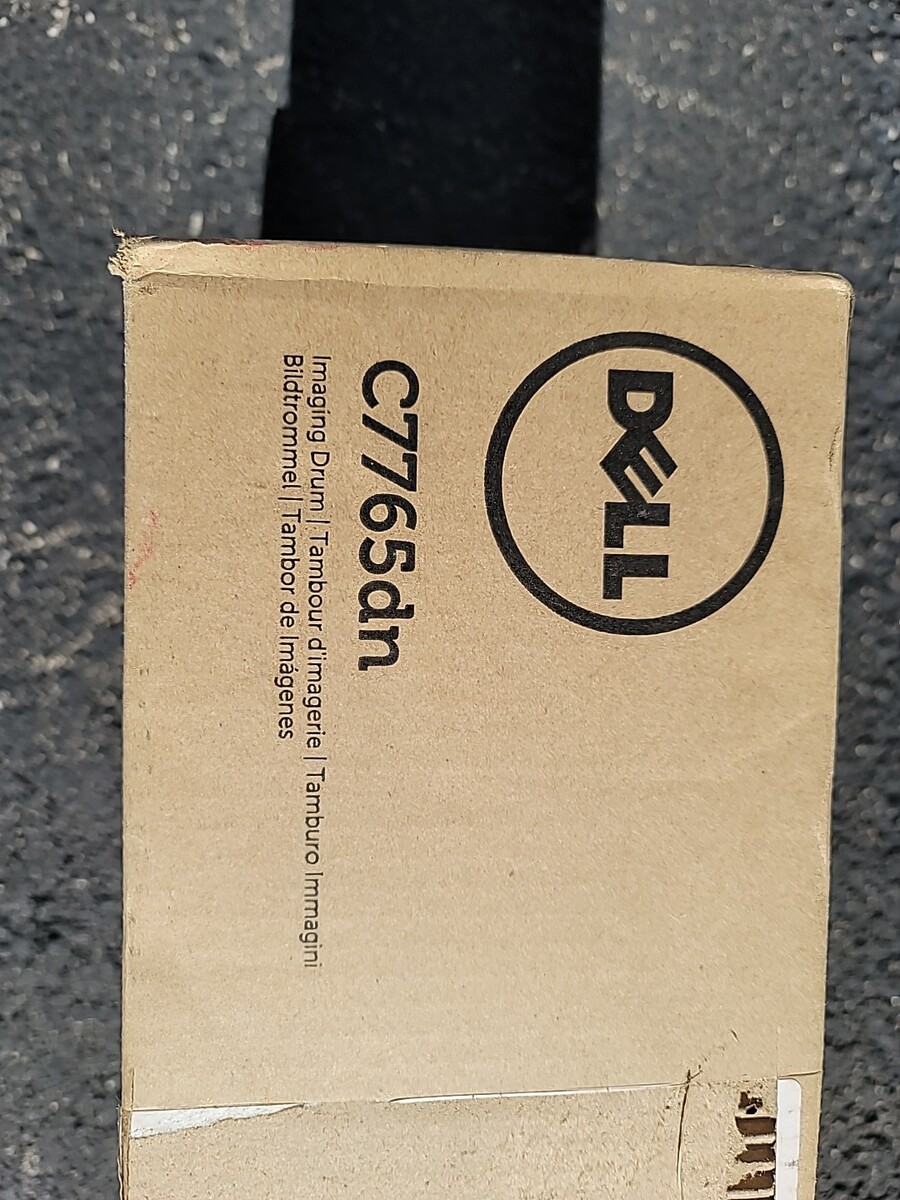 DELL
C7765dn
Imaging Drum | Tambour d'imagerie | Tamburo Immagini
Bildtrommel | Tambor de Imágenes